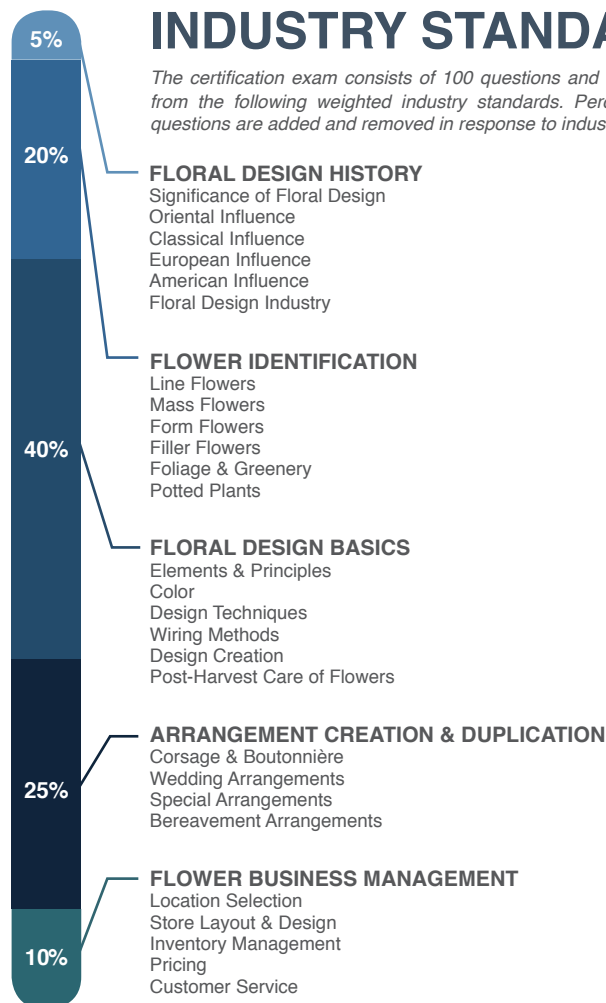 5%
INDUSTRY
The certification exam consists of 100 questions and
from the following weighted industry standards.
questions are added and removed in response to
20%
FLORAL DESIGN HISTORY
Significance of Floral Design
Oriental Influence
Classical Influence
European Influence
American Influence
Floral Design Industry
FLOWER IDENTIFICATION
Line Flowers
Mass Flowers
Form Flowers
Filler Flowers
Foliage & Greenery
Potted Plants
40%
FLORAL DESIGN BASICS
Elements & Principles
Color
Design Techniques
Wiring Methods
Design Creation
Post-Harvest Care of Flowers
25%
ARRANGEMENT CREATION & DUPLICATION
Corsage & Boutonnière
Wedding Arrangements
Special Arrangements
Bereavement Arrangements
FLOWER BUSINESS MANAGEMENT
Location Selection
Store Layout & Design
Inventory Management
10%
Pricing
Customer Service